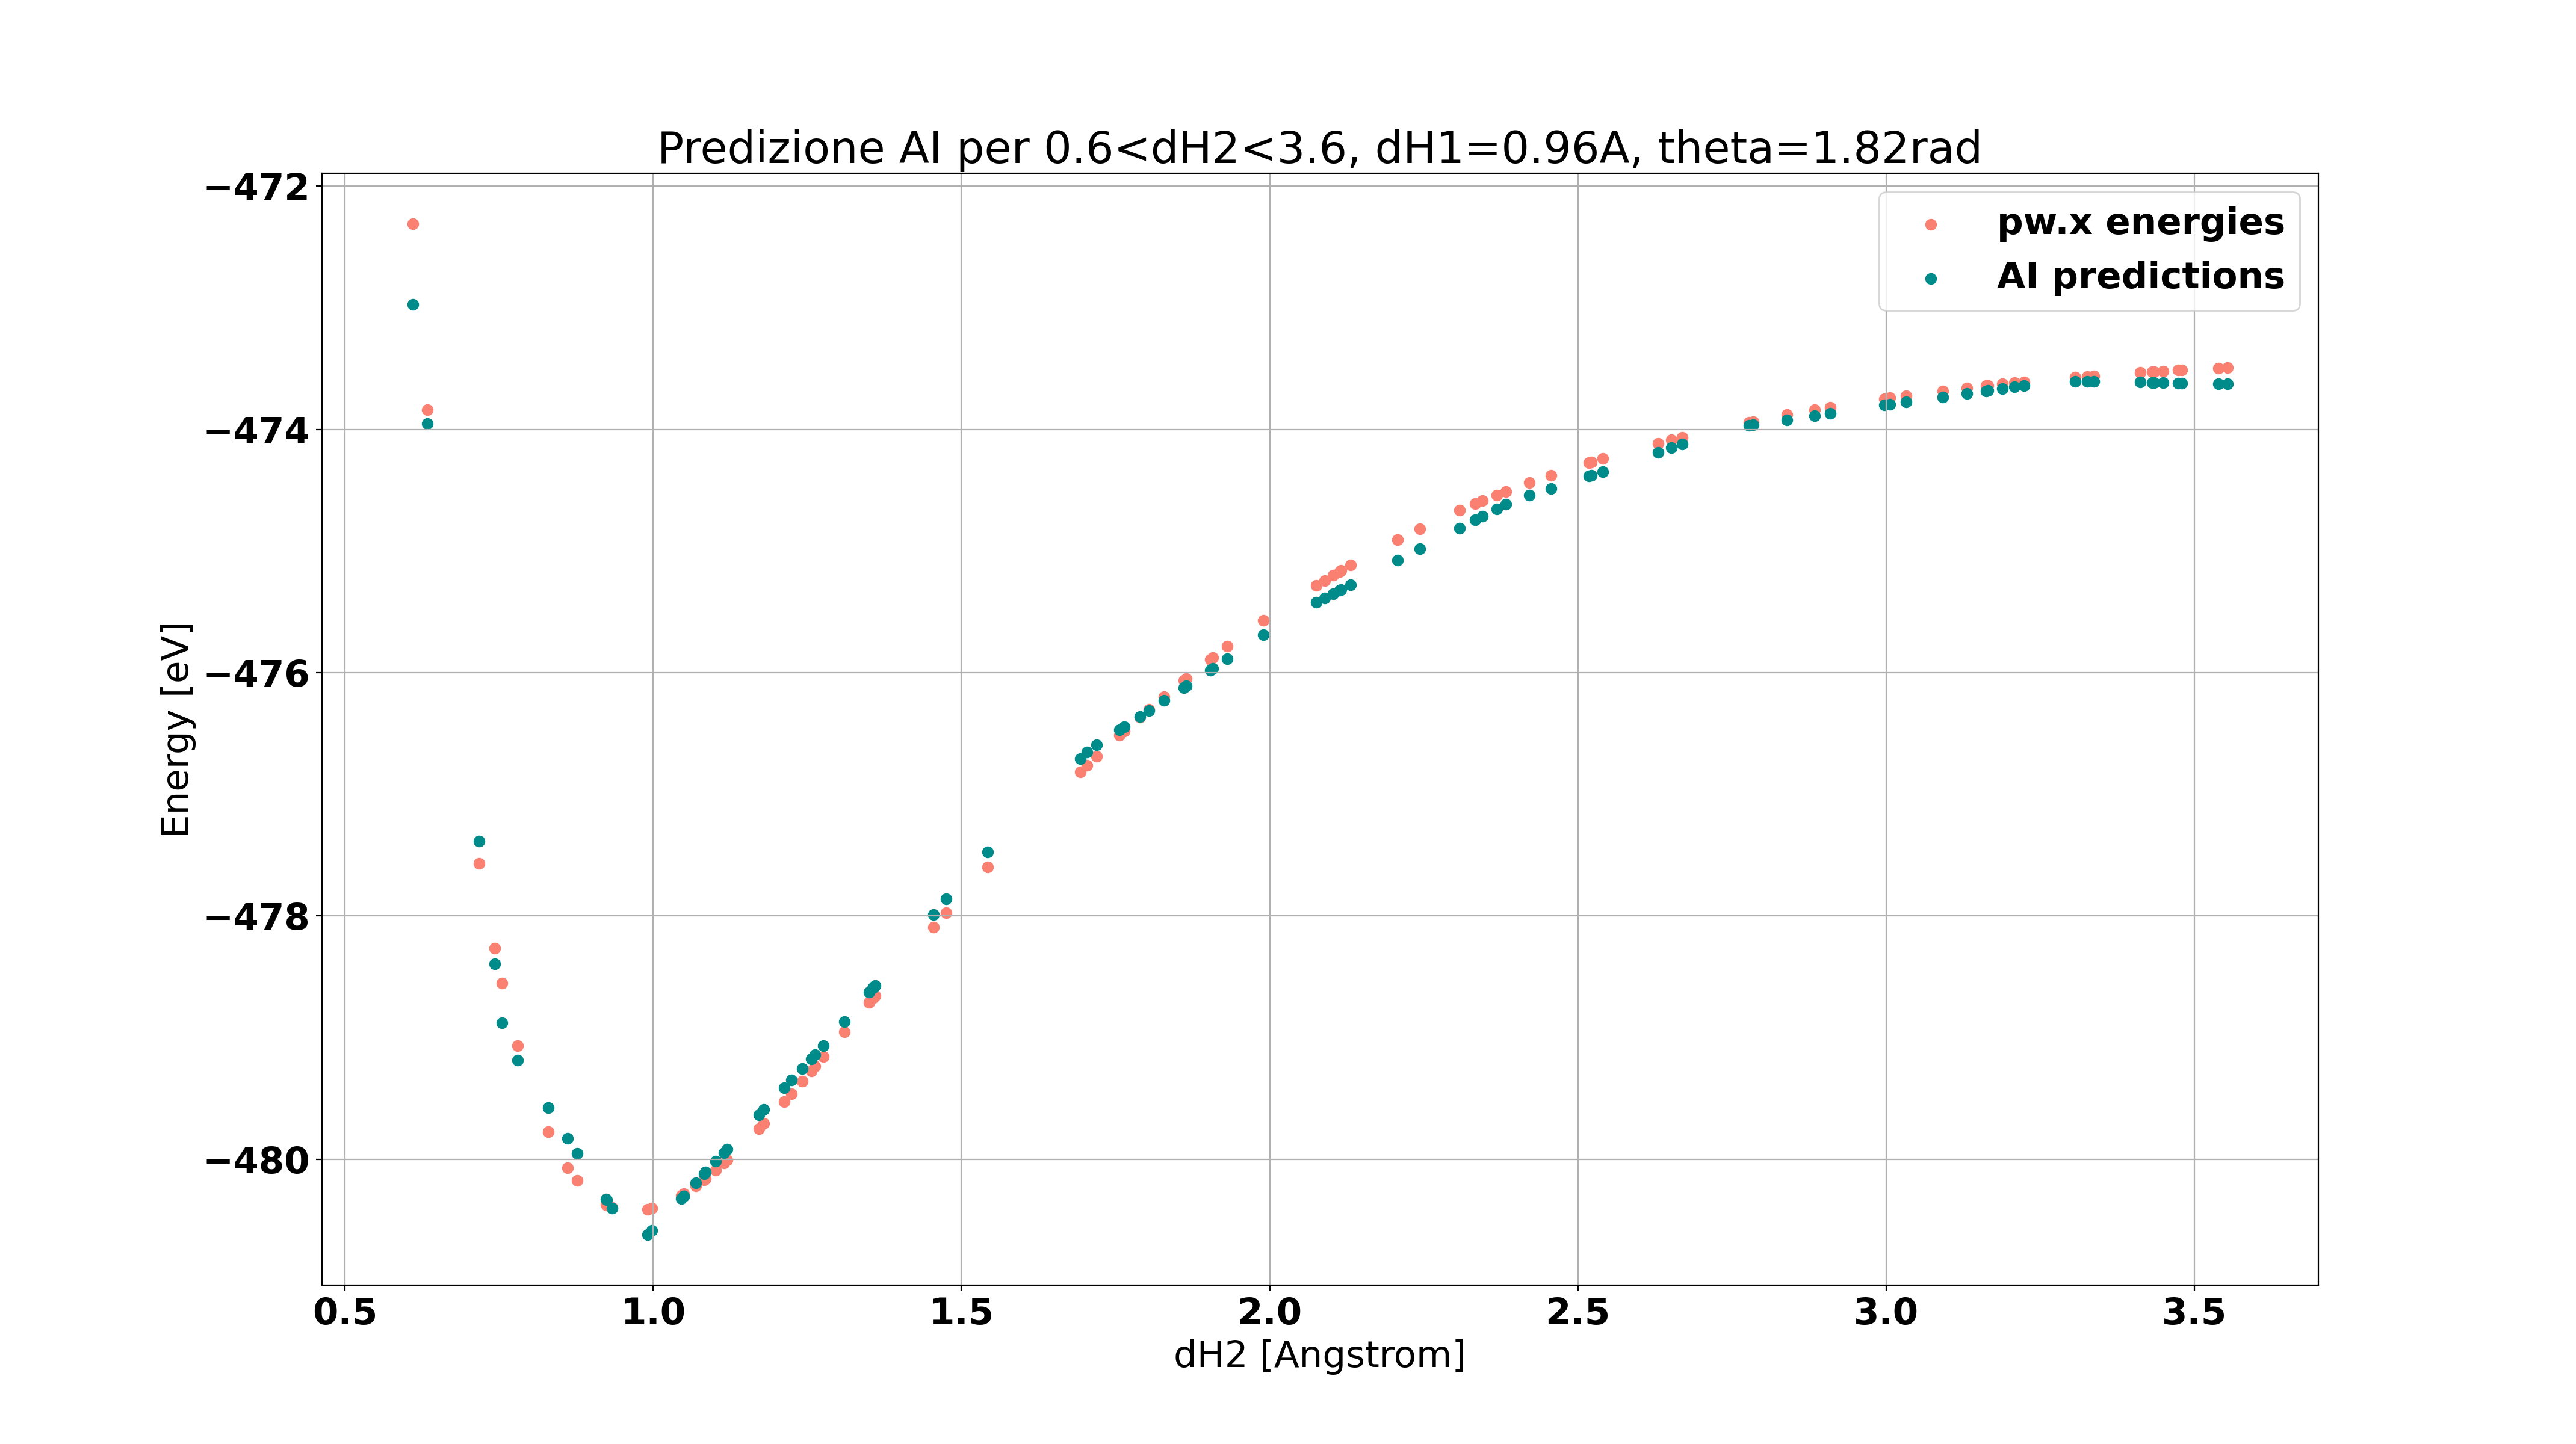 Predizione AI per 0.6<dH2<3.6, dH1=0.96A, theta=1.82rad
pw.x energies
AI predictions
Energy [eV]
−472
−474
−476
−478
−480
0.5 1.0 1.5 2.0 2.5 3.0 3.5
dH2 [Angstrom]